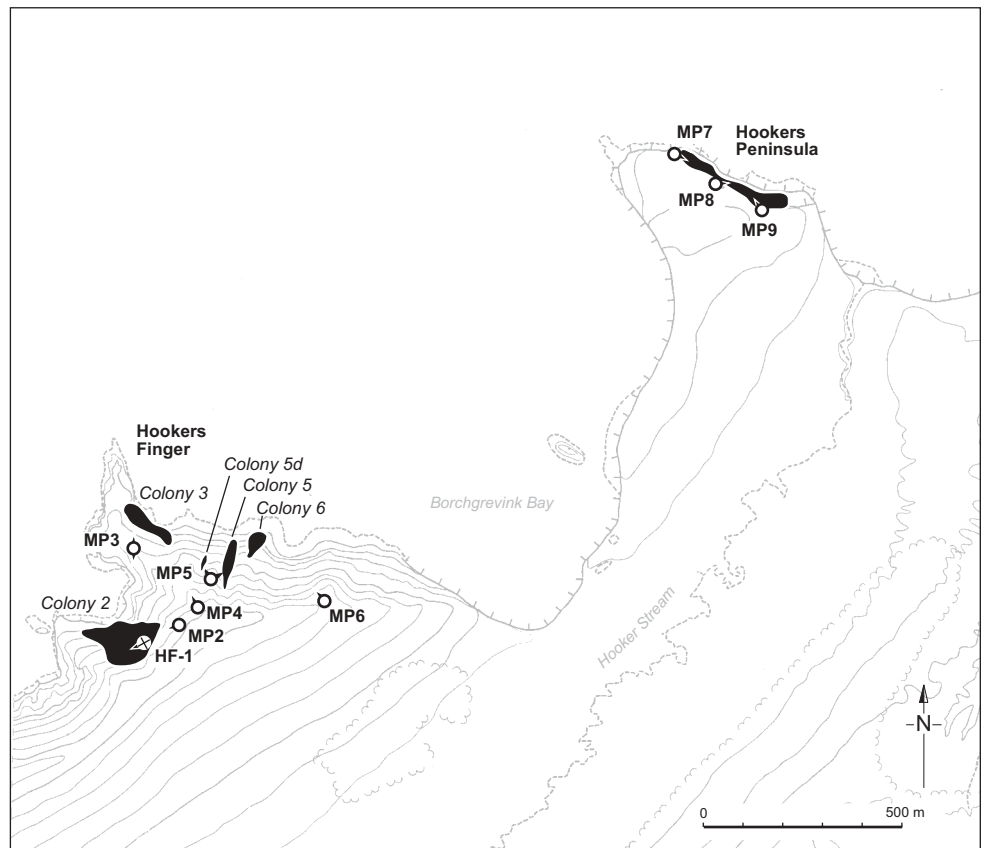 MP7
Hookers
Peninsula
MP8
MP9
Hookers
Finger
Colony 5d
Colony 5
Colony 3
Colony 6
Borchgrevink Bay
MP3
MP5
Colony 2
MP4
MP6
MP2
HF-1
Hooker Stream
N
0
500 m